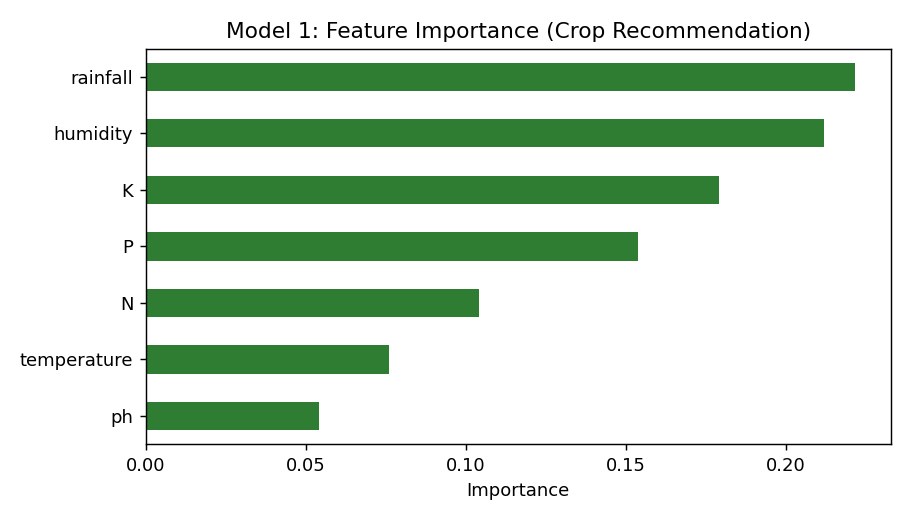 Model 1: Feature Importance (Crop Recommendation)
rainfall
humidity
K
P
N
temperature
ph
0.00 0.05 0.10 0.15 0.20
Importance